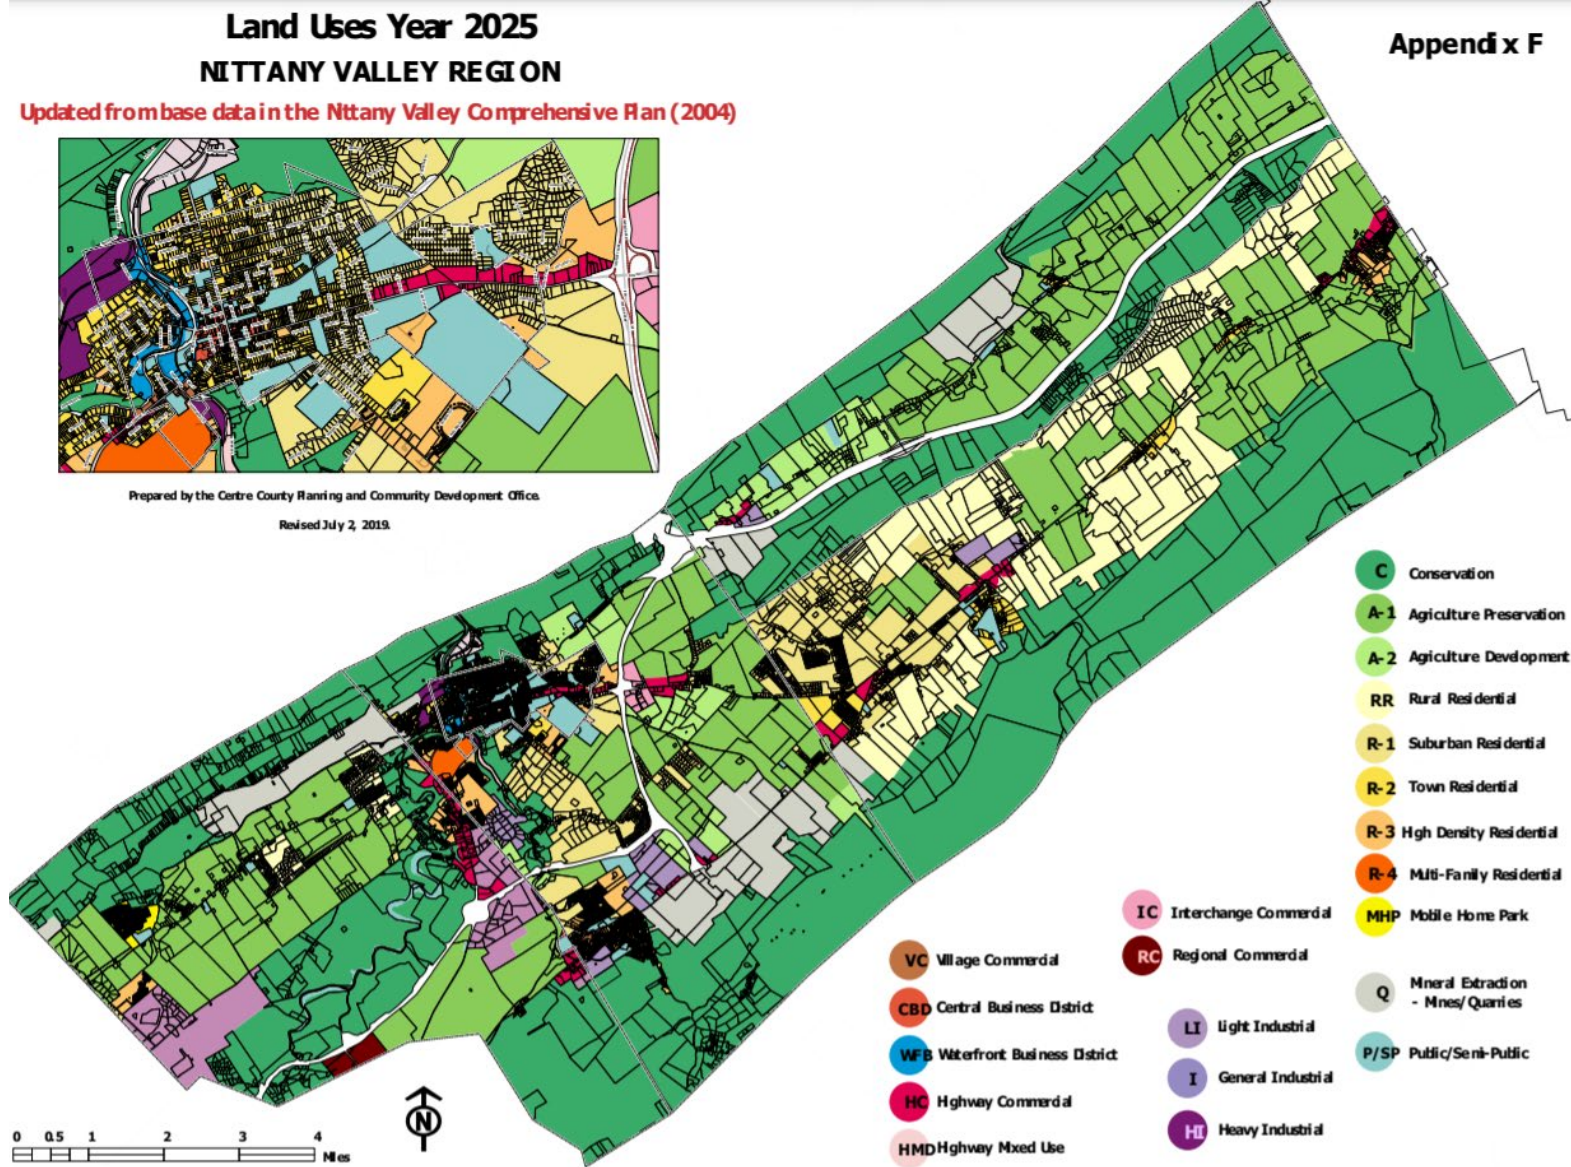 Land Uses Year 2025
NITTANY VALLEY REGION
Updated from base data in the Nittany Valley Comprehensive Plan (2004)
Appendix F
Prepared by the Centre County Planning and Community Development Office.
Revised July 2, 2019.
C Conservation
A-1 Agriculture Preservation
A-2 Agriculture Development
RR Rural Residential
R-1 Suburban Residential
R-2 Town Residential
R-3 High Density Residential
R-4 Multi-Family Residential
MHP Mobile Home Park
Q Mineral Extraction
- Mines/Quarries
P/SP Public/Semi-Public
IC Interchange Commercial
RC Regional Commercial
LI Light Industrial
I General Industrial
HI Heavy Industrial
VC Village Commercial
CBD Central Business District
WFB Waterfront Business District
HC Highway Commercial
HMD Highway Mixed Use
N
0 0.5 1 2 3 4
Miles